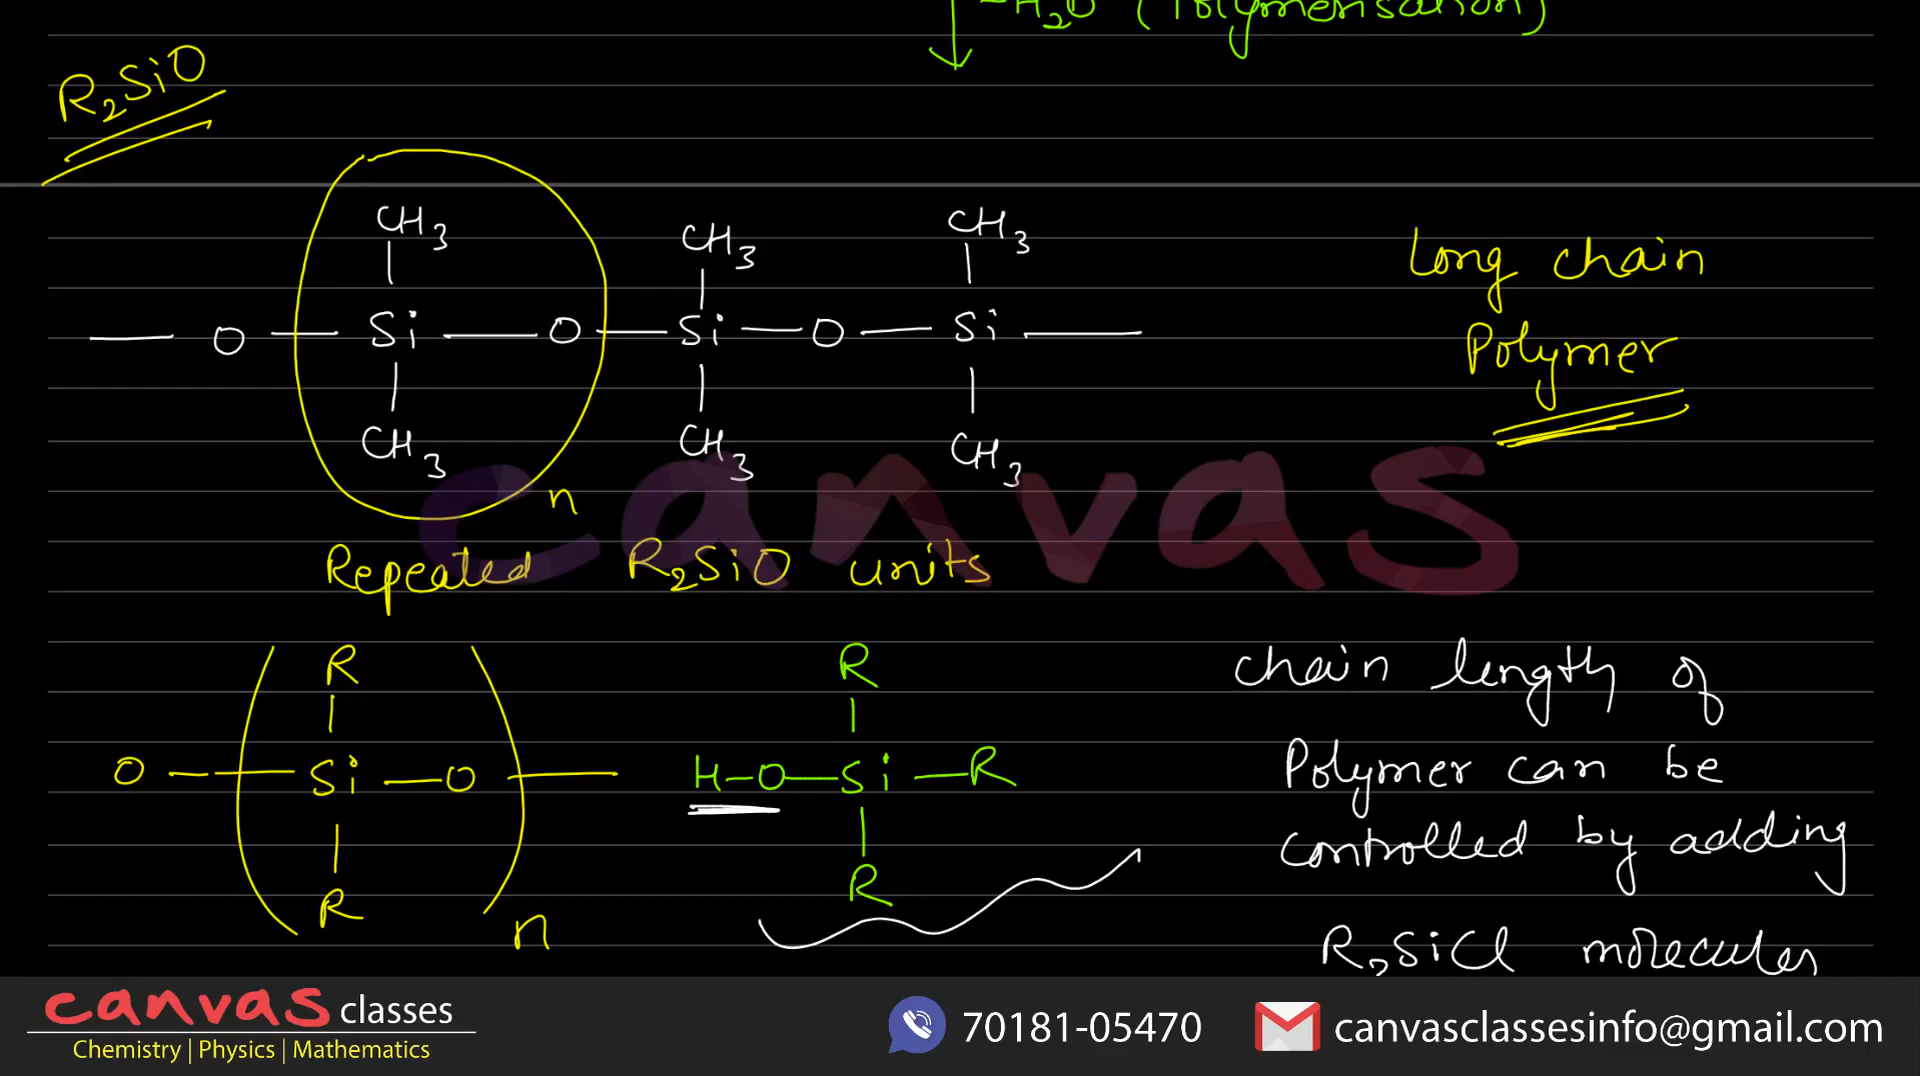 -H2O (Polymerisation)
R2SiO
CH3 CH3 CH3
— O — Si — O — Si — O — Si —
CH3 CH3 CH3
n
Long chain
Polymer
canvas
Repeated R2SiO units
R
O — Si — O —
R
n
R
H-O—Si—R
R
chain length of
Polymer can be
controlled by adding
R3SiCl molecules
canvas classes
Chemistry | Physics | Mathematics
70181-05470
canvasclassesinfo@gmail.com